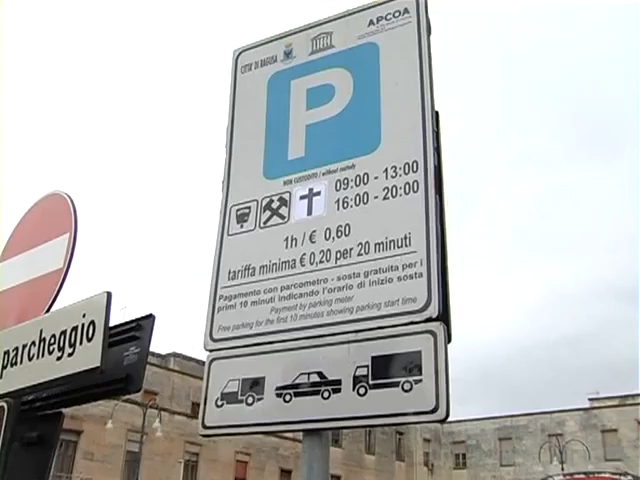 APCOA
CITTA' DI RAGUSA
P
NON CUSTODITO / without custody
09:00 - 13:00
16:00 - 20:00
1h / € 0,60
tariffa minima € 0,20 per 20 minuti
Pagamento con parcometro - sosta gratuita per i
primi 10 minuti indicando l'orario di inizio sosta
Payment by parking meter
Free parking for the first 10 minutes showing parking start time
parcheggio